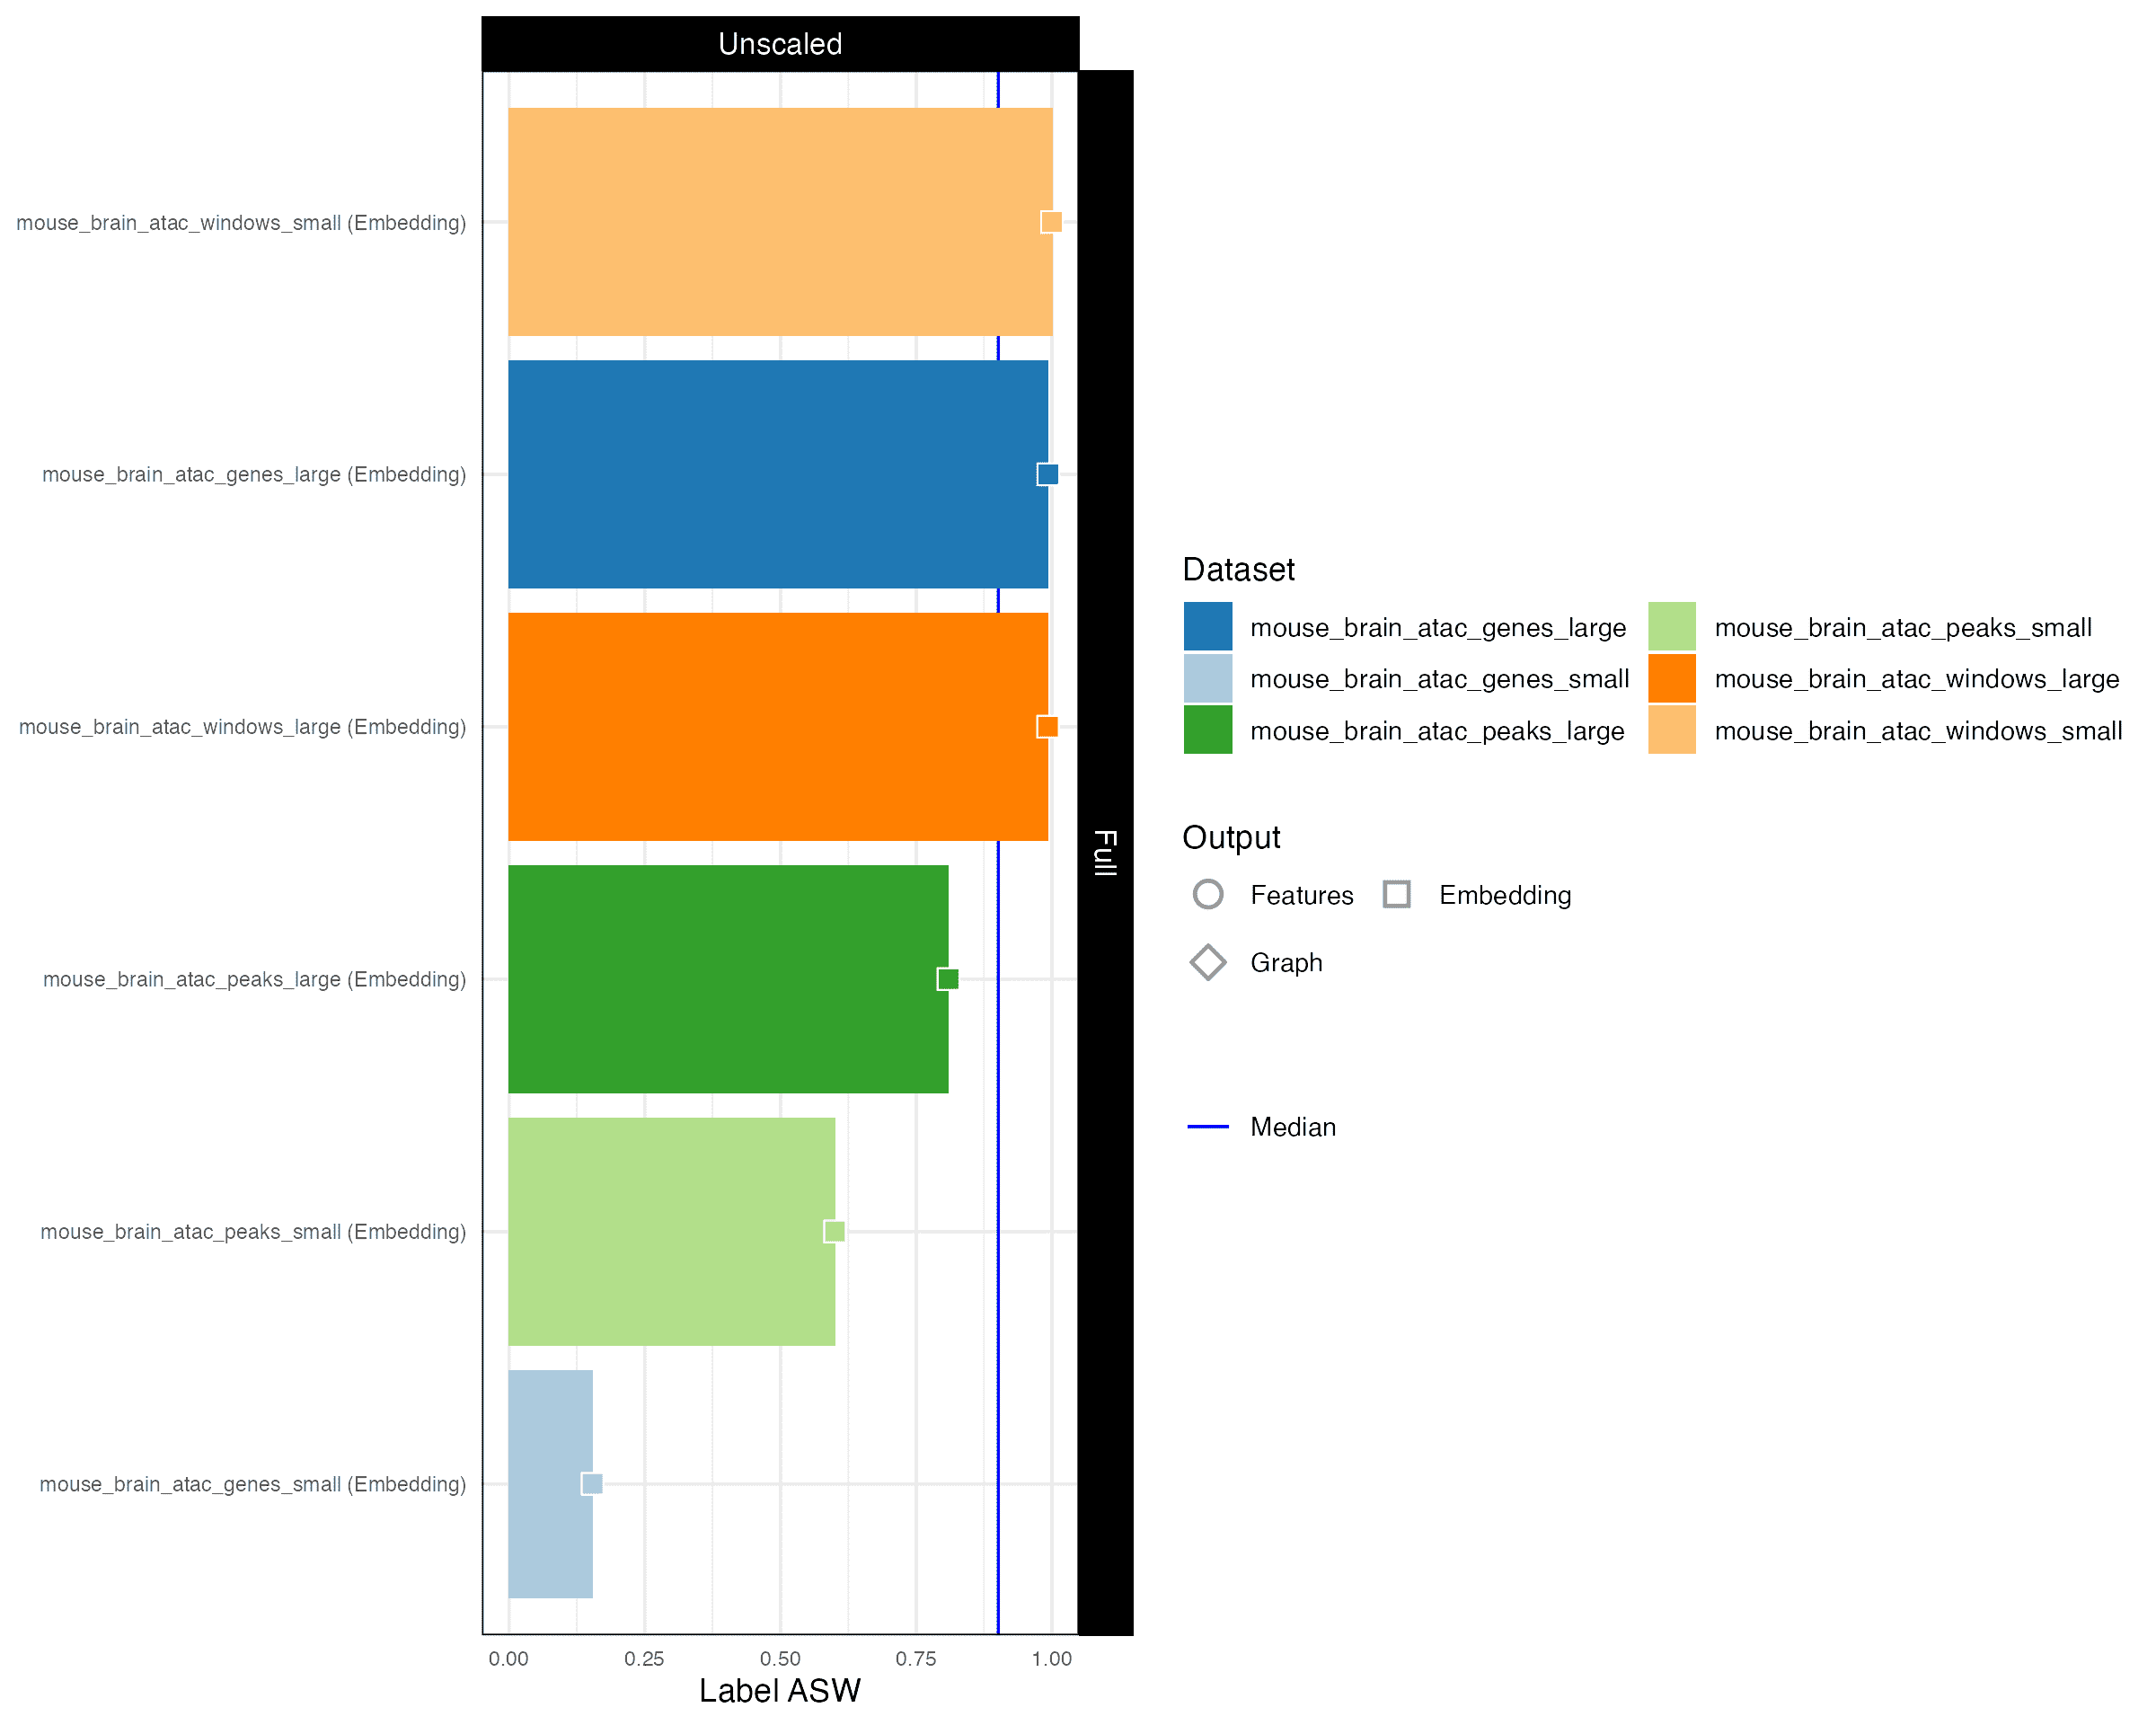 Unscaled
mouse_brain_atac_windows_small (Embedding)
mouse_brain_atac_genes_large (Embedding)
mouse_brain_atac_windows_large (Embedding)
mouse_brain_atac_peaks_large (Embedding)
mouse_brain_atac_peaks_small (Embedding)
mouse_brain_atac_genes_small (Embedding)
0.00 0.25 0.50 0.75 1.00
Label ASW
Full
Dataset
mouse_brain_atac_genes_large mouse_brain_atac_peaks_small
mouse_brain_atac_genes_small mouse_brain_atac_windows_large
mouse_brain_atac_peaks_large mouse_brain_atac_windows_small
Output
Features Embedding
Graph
Median